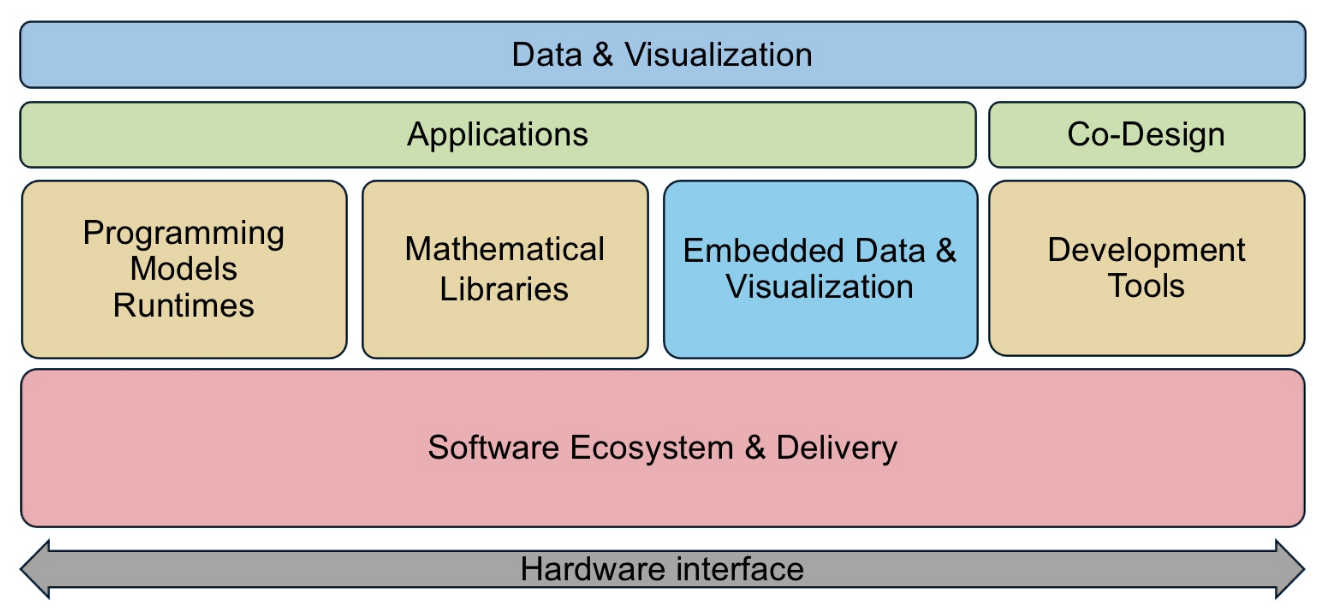 Data & Visualization
Applications
Co-Design
Programming
Models
Runtimes
Mathematical
Libraries
Embedded Data &
Visualization
Development
Tools
Software Ecosystem & Delivery
Hardware interface